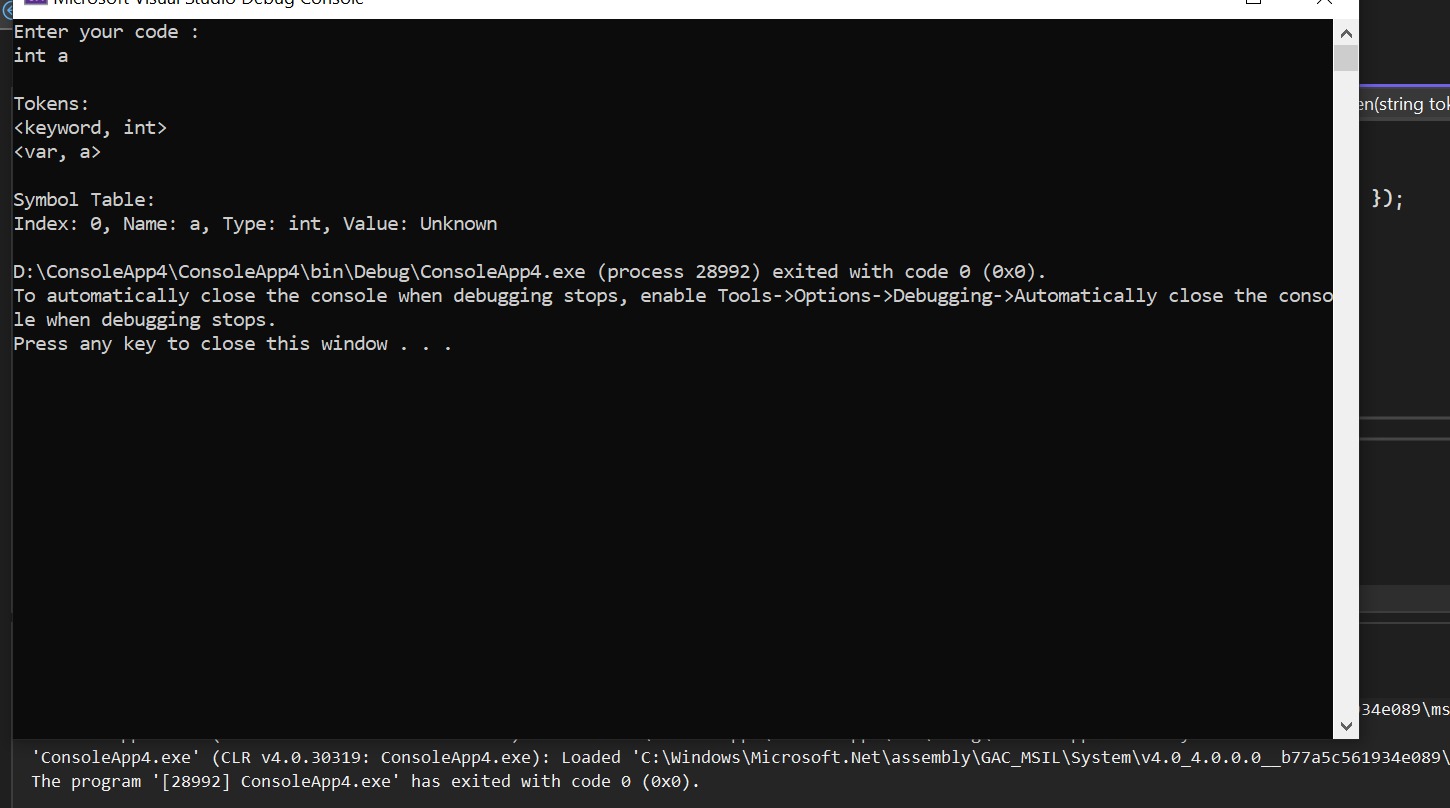 Microsoft Visual Studio Debug Console
Enter your code :
int a
Tokens:
<keyword, int>
<var, a>
Symbol Table:
Index: 0, Name: a, Type: int, Value: Unknown
D:\ConsoleApp4\ConsoleApp4\bin\Debug\ConsoleApp4.exe (process 28992) exited with code 0 (0x0).
To automatically close the console when debugging stops, enable Tools->Options->Debugging->Automatically close the conso
le when debugging stops.
Press any key to close this window . . .
en(string tok
});
934e089\ms
'ConsoleApp4.exe' (CLR v4.0.30319: ConsoleApp4.exe): Loaded 'C:\Windows\Microsoft.Net\assembly\GAC_MSIL\System\v4.0_4.0.0.0__b77a5c561934e089\
The program '[28992] ConsoleApp4.exe' has exited with code 0 (0x0).